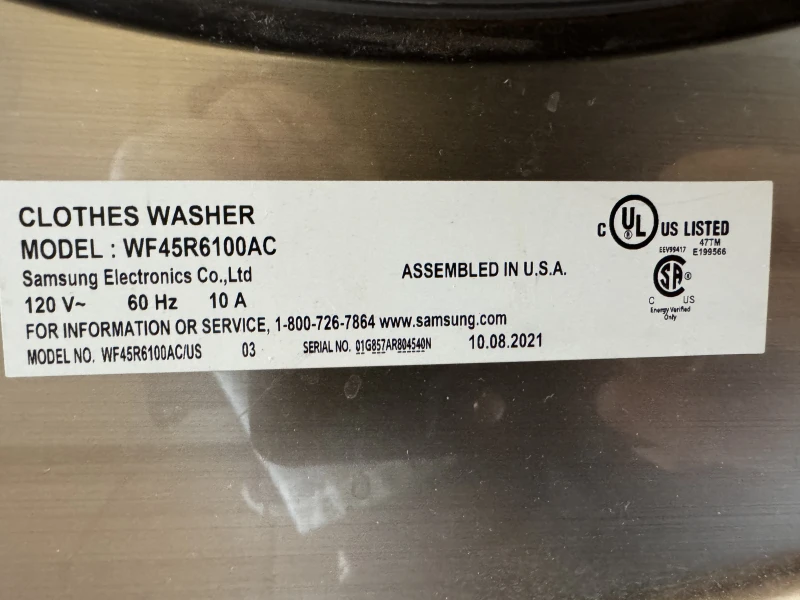 CLOTHES WASHER
MODEL : WF45R6100AC
Samsung Electronics Co.,Ltd
120 V~ 60 Hz 10 A
ASSEMBLED IN U.S.A.
FOR INFORMATION OR SERVICE, 1-800-726-7864 www.samsung.com
MODEL NO. WF45R6100AC/US 03 SERIAL NO. 01G857AR804540N 10.08.2021
C UL US LISTED
EEV99417 47TM
E199566
SA ®
C US
Energy Verified
Only